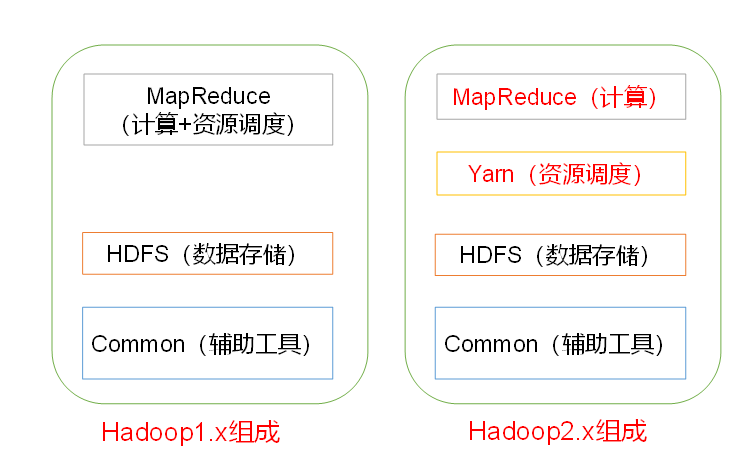 MapReduce
（计算+资源调度）
HDFS（数据存储）
Common（辅助工具）
Hadoop1.x组成
MapReduce（计算）
Yarn（资源调度）
HDFS（数据存储）
Common（辅助工具）
Hadoop2.x组成